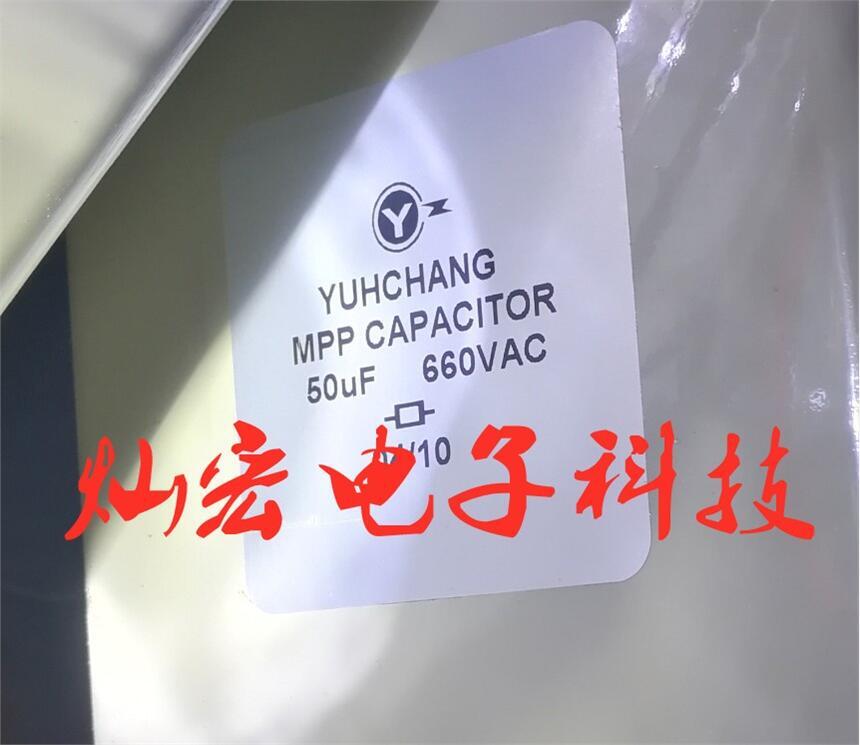 Y
YUHCHANG
MPP CAPACITOR
50uF 660VAC
灿宏电子科技